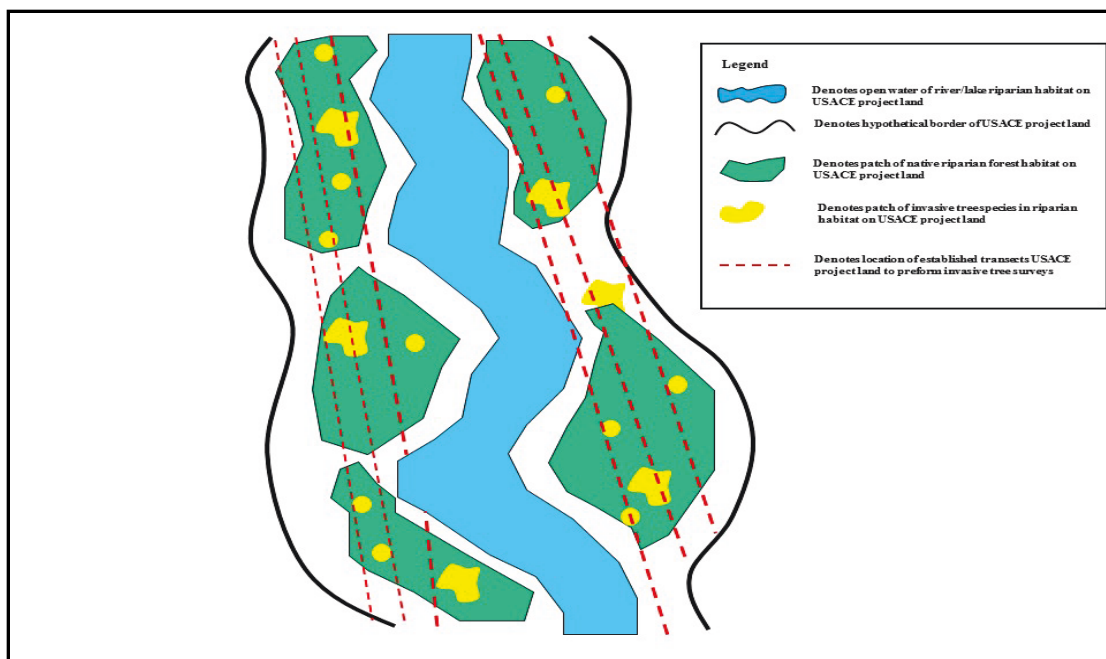 Legend
Denotes open water of river/lake riparian habitat on
USACE project land
Denotes hypothetical border of USACE project land
Denotes patch of native riparian forest habitat on
USACE project land
Denotes patch of invasive tree species in riparian
habitat on USACE project land
Denotes location of established transects USACE
project land to preform invasive tree surveys